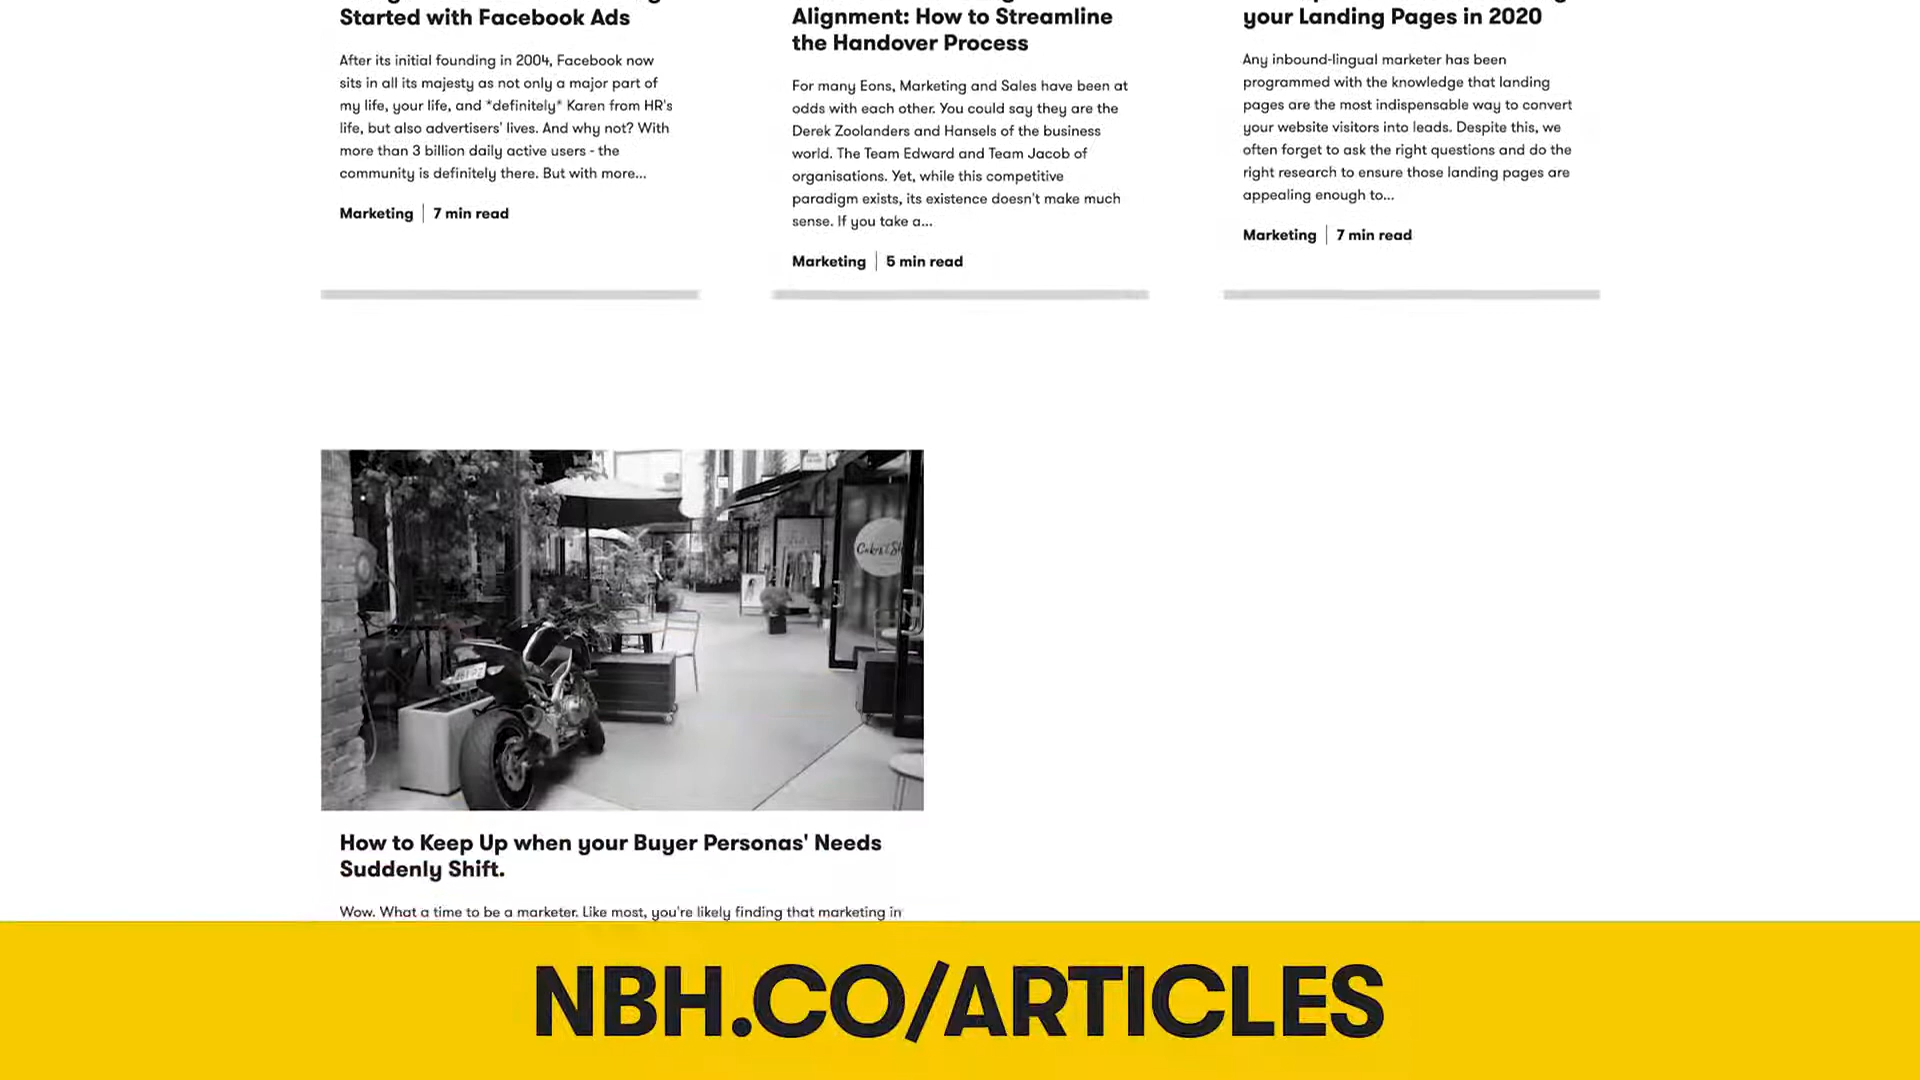 Started with Facebook Ads
After its initial founding in 2004, Facebook now
sits in all its majesty as not only a major part of
my life, your life, and *definitely* Karen from HR's
life, but also advertisers' lives. And why not? With
more than 3 billion daily active users - the
community is definitely there. But with more...
Marketing | 7 min read
Alignment: How to Streamline
the Handover Process
For many Eons, Marketing and Sales have been at
odds with each other. You could say they are the
Derek Zoolanders and Hansels of the business
world. The Team Edward and Team Jacob of
organisations. Yet, while this competitive
paradigm exists, its existence doesn't make much
sense. If you take a...
Marketing | 5 min read
your Landing Pages in 2020
Any inbound-lingual marketer has been
programmed with the knowledge that landing
pages are the most indispensable way to convert
your website visitors into leads. Despite this, we
often forget to ask the right questions and do the
right research to ensure those landing pages are
appealing enough to...
Marketing | 7 min read
How to Keep Up when your Buyer Personas' Needs
Suddenly Shift.
Wow. What a time to be a marketer. Like most, you're likely finding that marketing in
NBH.CO/ARTICLES